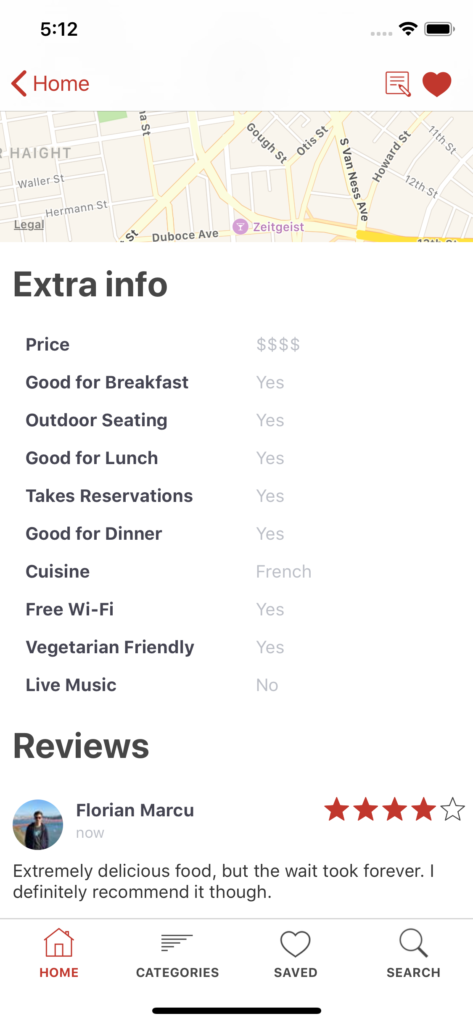 5:12
Home
na St
Gough St
Otis St
S Van Ness Ave
Howard St
11th St
HAIGHT
Waller St
12th St
Hermann St
Legal
St
Duboce Ave
Zeitgeist
Extra info
Price $$$$
Good for Breakfast Yes
Outdoor Seating Yes
Good for Lunch Yes
Takes Reservations Yes
Good for Dinner Yes
Cuisine French
Free Wi-Fi Yes
Vegetarian Friendly Yes
Live Music No
Reviews
Florian Marcu
now
Extremely delicious food, but the wait took forever. I
definitely recommend it though.
HOME CATEGORIES SAVED SEARCH